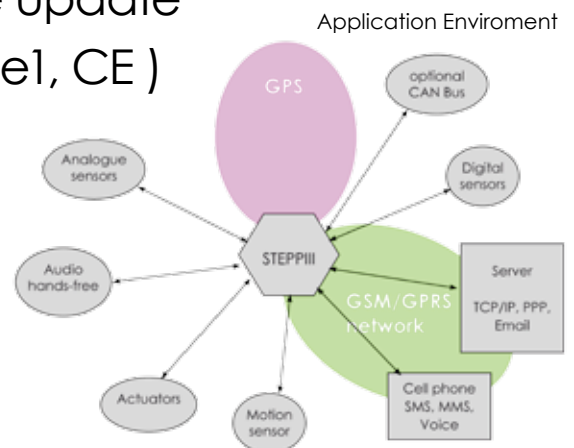 e update
e1, CE )
Application Enviroment
GPS
optional
CAN Bus
Analogue
sensors
Digital
sensors
STEPPIII
Audio
hands-free
Server
TCP/IP, PPP,
Email
GSM/GPRS
network
Actuators
Motion
sensor
Cell phone
SMS, MMS,
Voice